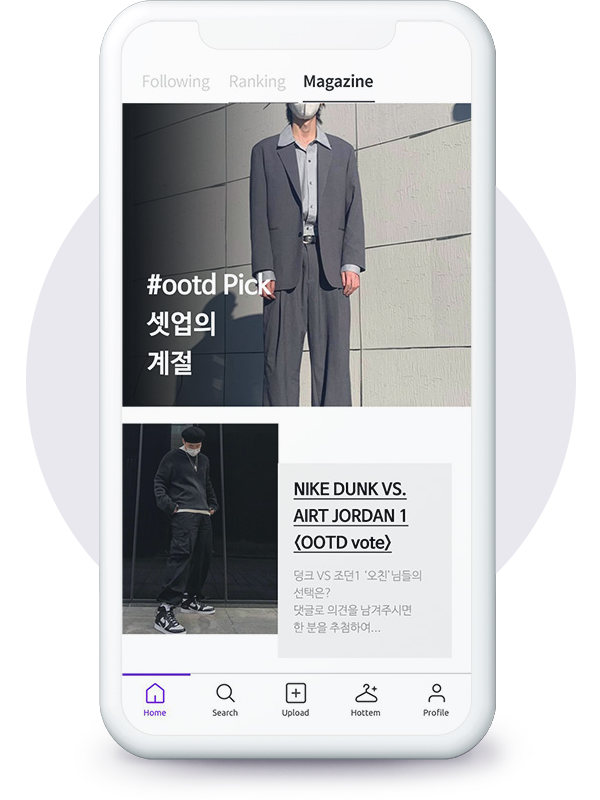 Following Ranking Magazine
#ootd Pick
셋업의
계절
NIKE DUNK VS.
AIRT JORDAN 1
〈OOTD vote〉
덩크 VS 조던1 '오친'님들의
선택은?
댓글로 의견을 남겨주시면
한 분을 추첨하여...
Home Search Upload Hottem Profile